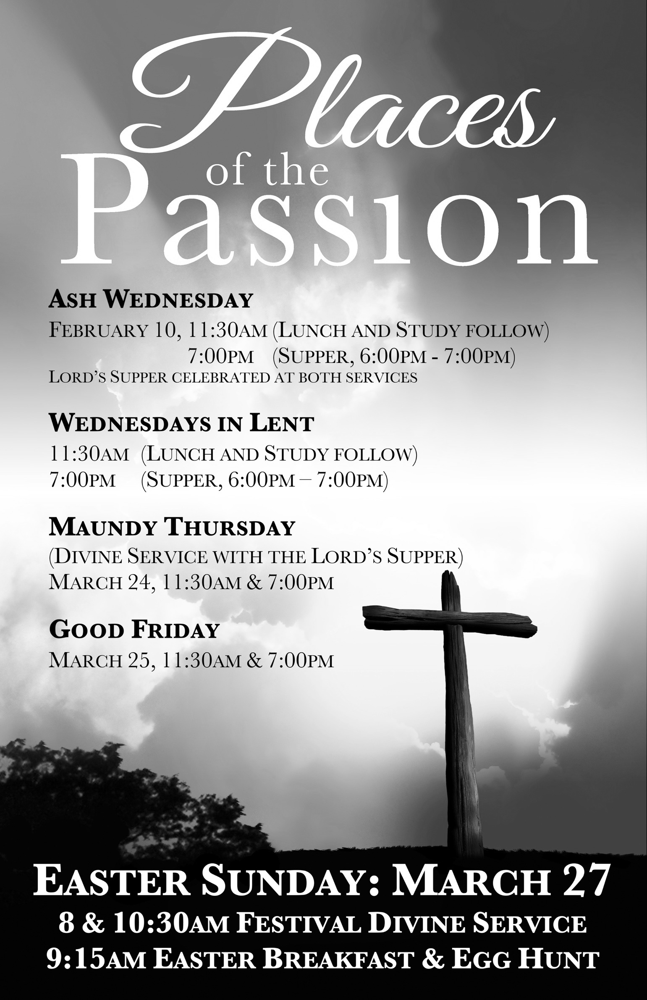 Places
of the
Passion
Ash Wednesday
February 10, 11:30am (Lunch and Study follow)
7:00pm (Supper, 6:00pm - 7:00pm)
Lord's Supper celebrated at both services
Wednesdays in Lent
11:30am (Lunch and Study follow)
7:00pm (Supper, 6:00pm – 7:00pm)
Maundy Thursday
(Divine Service with the Lord's Supper)
March 24, 11:30am & 7:00pm
Good Friday
March 25, 11:30am & 7:00pm
Easter Sunday: March 27
8 & 10:30am Festival Divine Service
9:15am Easter Breakfast & Egg Hunt